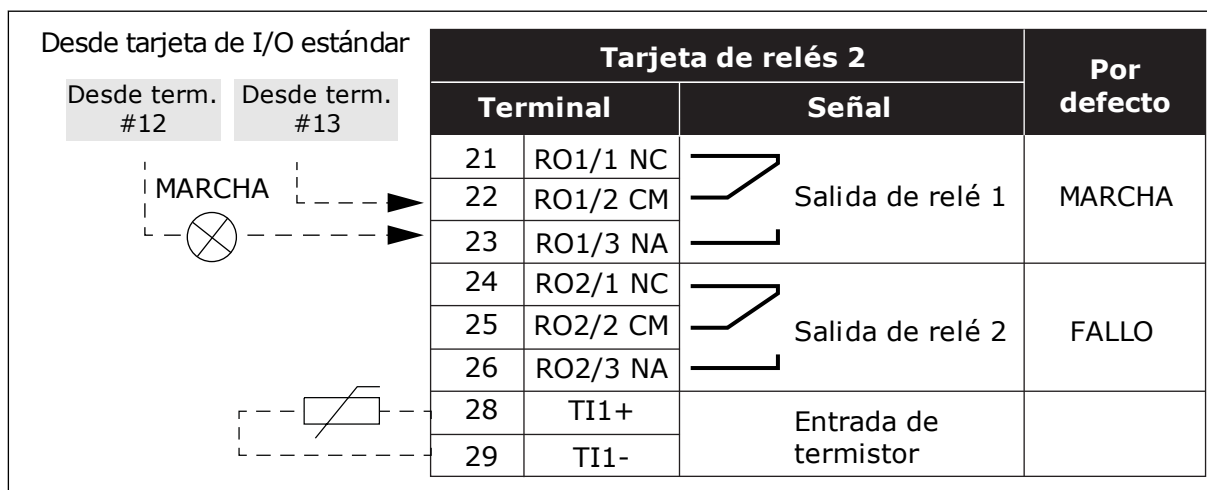 Desde tarjeta de I/O estándar
Desde term.
#12
Desde term.
#13
MARCHA
Tarjeta de relés 2
Por
defecto
Terminal
Señal
21 RO1/1 NC
22 RO1/2 CM Salida de relé 1 MARCHA
23 RO1/3 NA
24 RO2/1 NC
25 RO2/2 CM Salida de relé 2 FALLO
26 RO2/3 NA
28 TI1+
29 TI1-
Entrada de
termistor